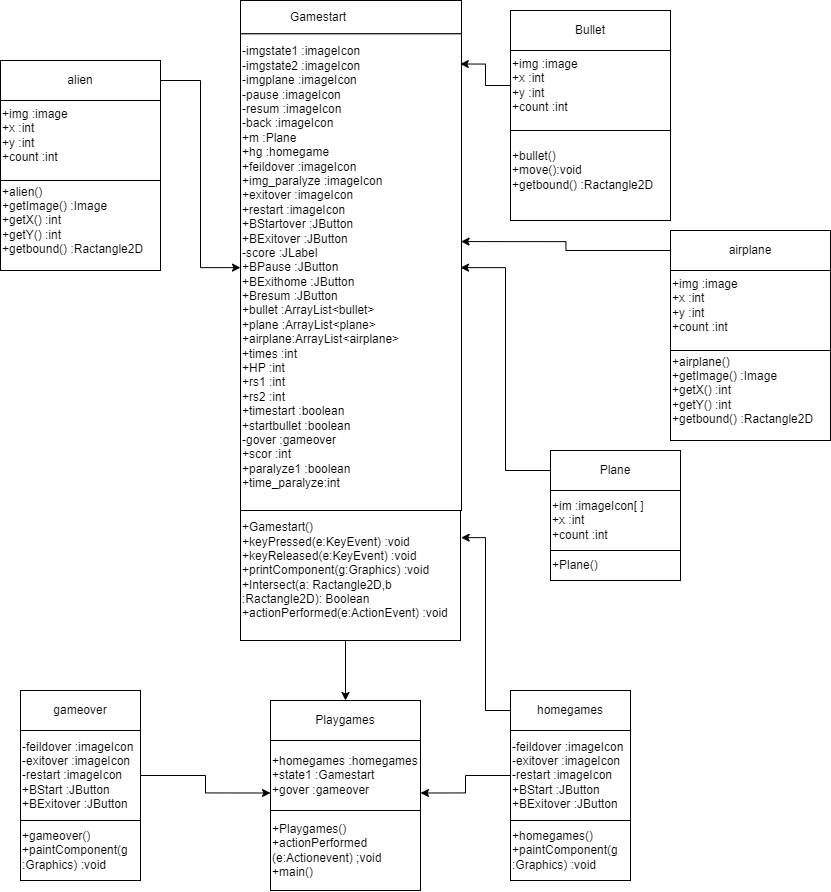 Gamestart
-imgstate1 :imageIcon
-imgstate2 :imageIcon
-imgplane :imageIcon
-pause :imageIcon
-resum :imageIcon
-back :imageIcon
+m :Plane
+hg :homegame
+feildover :imageIcon
+img_paralyze :imageIcon
+exitover :imageIcon
+restart :imageIcon
+BStartover :JButton
+BExitover :JButton
-score :JLabel
+BPause :JButton
+BExithome :JButton
+Bresum :JButton
+bullet :ArrayList<bullet>
+plane :ArrayList<plane>
+airplane:ArrayList<airplane>
+times :int
+HP :int
+rs1 :int
+rs2 :int
+timestart :boolean
+startbullet :boolean
-gover :gameover
+scor :int
+paralyze1 :boolean
+time_paralyze:int
+Gamestart()
+keyPressed(e:KeyEvent) :void
+keyReleased(e:KeyEvent) :void
+printComponent(g:Graphics) :void
+Intersect(a: Ractangle2D,b
:Ractangle2D): Boolean
+actionPerformed(e:ActionEvent) :void
alien
+img :image
+x :int
+y :int
+count :int
+alien()
+getImage() :Image
+getX() :int
+getY() :int
+getbound() :Ractangle2D
Bullet
+img :image
+x :int
+y :int
+count :int
+bullet()
+move():void
+getbound() :Ractangle2D
airplane
+img :image
+x :int
+y :int
+count :int
+airplane()
+getImage() :Image
+getX() :int
+getY() :int
+getbound() :Ractangle2D
Plane
+im :imageIcon[ ]
+x :int
+count :int
+Plane()
gameover
-feildover :imageIcon
-exitover :imageIcon
-restart :imageIcon
+BStart :JButton
+BExitover :JButton
+gameover()
+paintComponent(g
:Graphics) :void
Playgames
+homegames :homegames
+state1 :Gamestart
+gover :gameover
+Playgames()
+actionPerformed
(e:Actionevent) ;void
+main()
homegames
-feildover :imageIcon
-exitover :imageIcon
-restart :imageIcon
+BStart :JButton
+BExitover :JButton
+homegames()
+paintComponent(g
:Graphics) :void